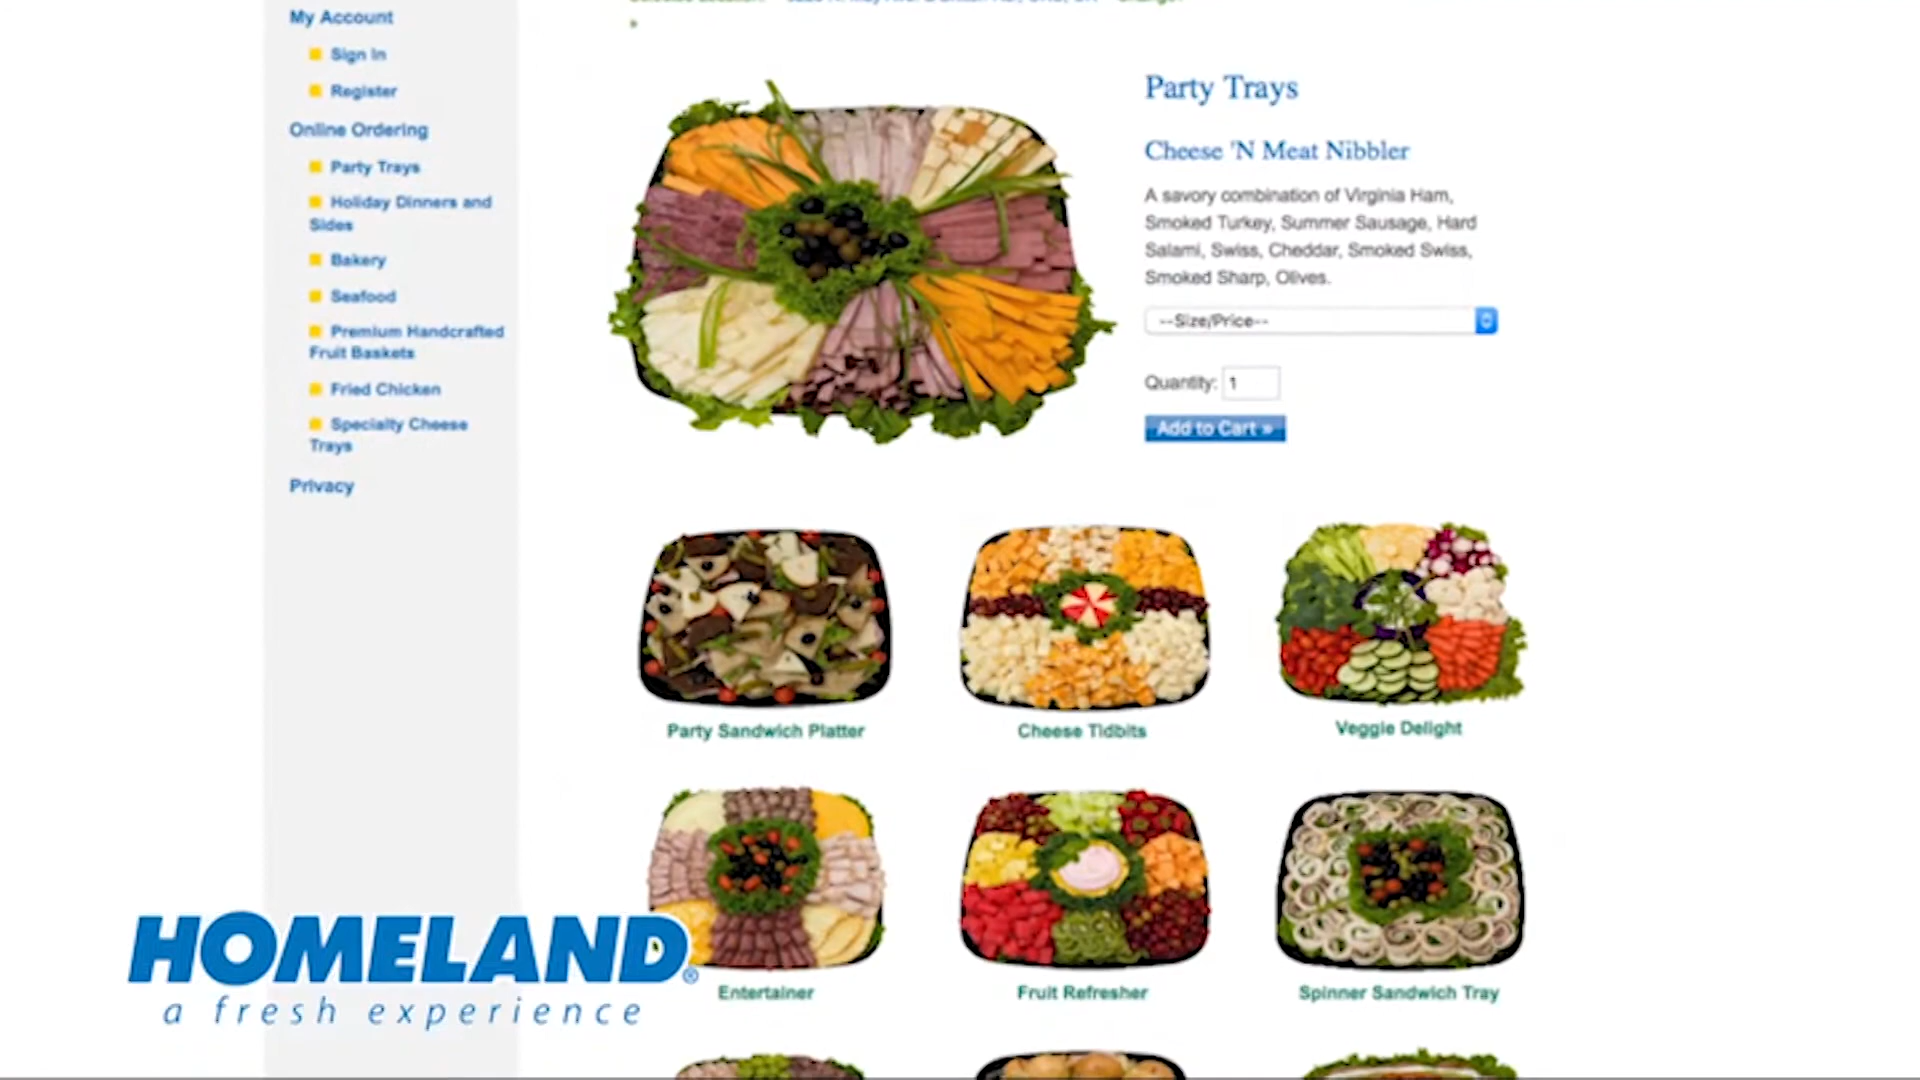 My Account
Sign In
Register
Online Ordering
Party Trays
Holiday Dinners and
Sides
Bakery
Seafood
Premium Handcrafted
Fruit Baskets
Fried Chicken
Specialty Cheese
Trays
Privacy
Party Trays
Cheese 'N Meat Nibbler
A savory combination of Virginia Ham,
Smoked Turkey, Summer Sausage, Hard
Salami, Swiss, Cheddar, Smoked Swiss,
Smoked Sharp, Olives.
--Size/Price--
Quantity: 1
Add to Cart »
Party Sandwich Platter
Cheese Tidbits
Veggie Delight
Entertainer
Fruit Refresher
Spinner Sandwich Tray
HOMELAND®
a fresh experience